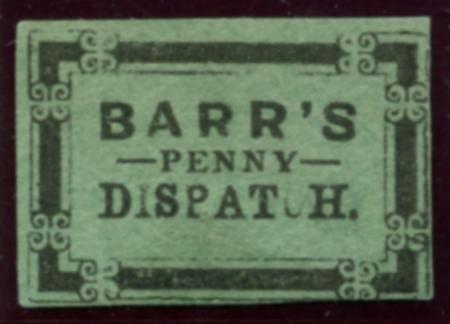 BARR'S
—PENNY—
DISPATCH.